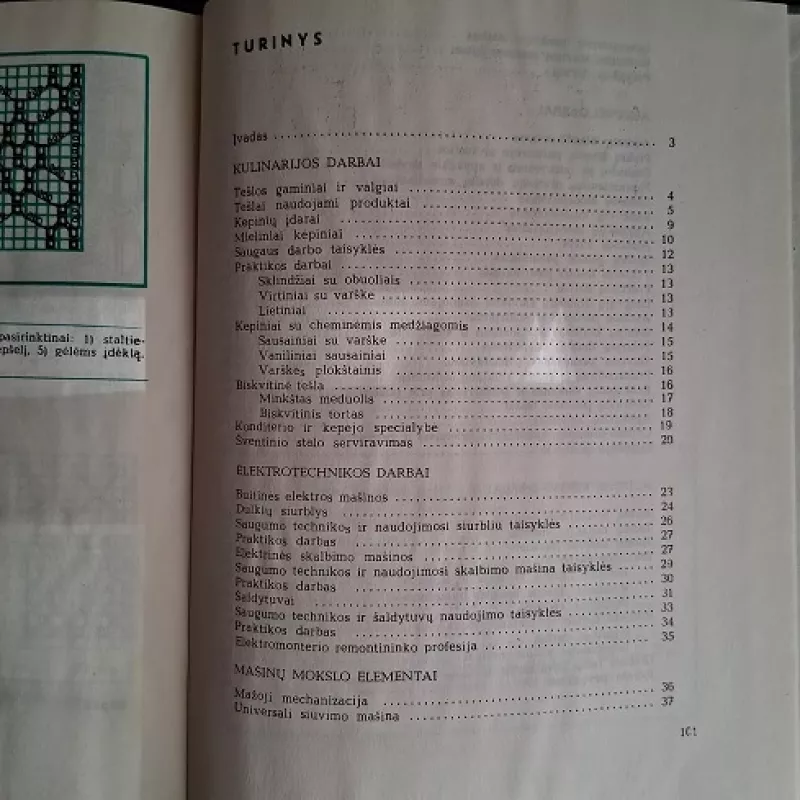 pasirinktinai: 1) staltie-
pšelį, 5) gėlėms įdėklą.
TURINYS
Įvadas 3
KULINARIJOS DARBAI
Tešlos gaminiai ir valgiai 4
Tešlai naudojami produktai 5
Kepinių įdarai 9
Mieliniai kepiniai 10
Saugaus darbo taisyklės 12
Praktikos darbai 13
Sklindžiai su obuoliais 13
Virtiniai su varške 13
Lietiniai 13
Kepiniai su cheminėmis medžiagomis 14
Sausainiai su varške 15
Vaniliniai sausainiai 15
Varškės plokštainis 16
Biskvitinė tešla 16
Minkštas meduolis 17
Biskvitinis tortas 18
Konditerio ir kepėjo specialybė 19
Šventinio stalo serviravimas 20
ELEKTROTECHNIKOS DARBAI
Buitinės elektros mašinos 23
Dulkių siurblys 24
Saugumo technikos ir naudojimosi siurbliu taisyklės 26
Praktikos darbas 27
Elektrinės skalbimo mašinos 27
Saugumo technikos ir naudojimosi skalbimo mašina taisyklės 29
Praktikos darbas 30
Šaldytuvai 31
Saugumo technikos ir šaldytuvų naudojimo taisyklės 33
Praktikos darbas 34
Elektromonterio remontininko profesija 35
MAŠINŲ MOKSLO ELEMENTAI
Mažoji mechanizacija 36
Universali siuvimo mašina 37
101